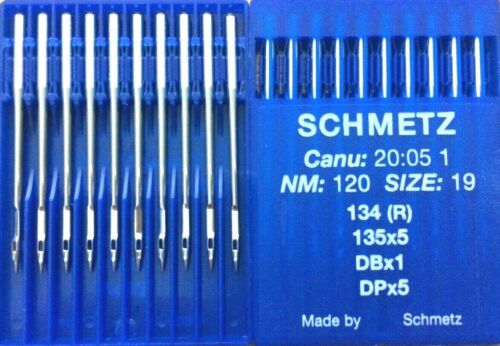 SCHMETZ
Canu: 20:05 1
NM: 120 SIZE: 19
134 (R)
135x5
DBx1
DPx5
Made by Schmetz